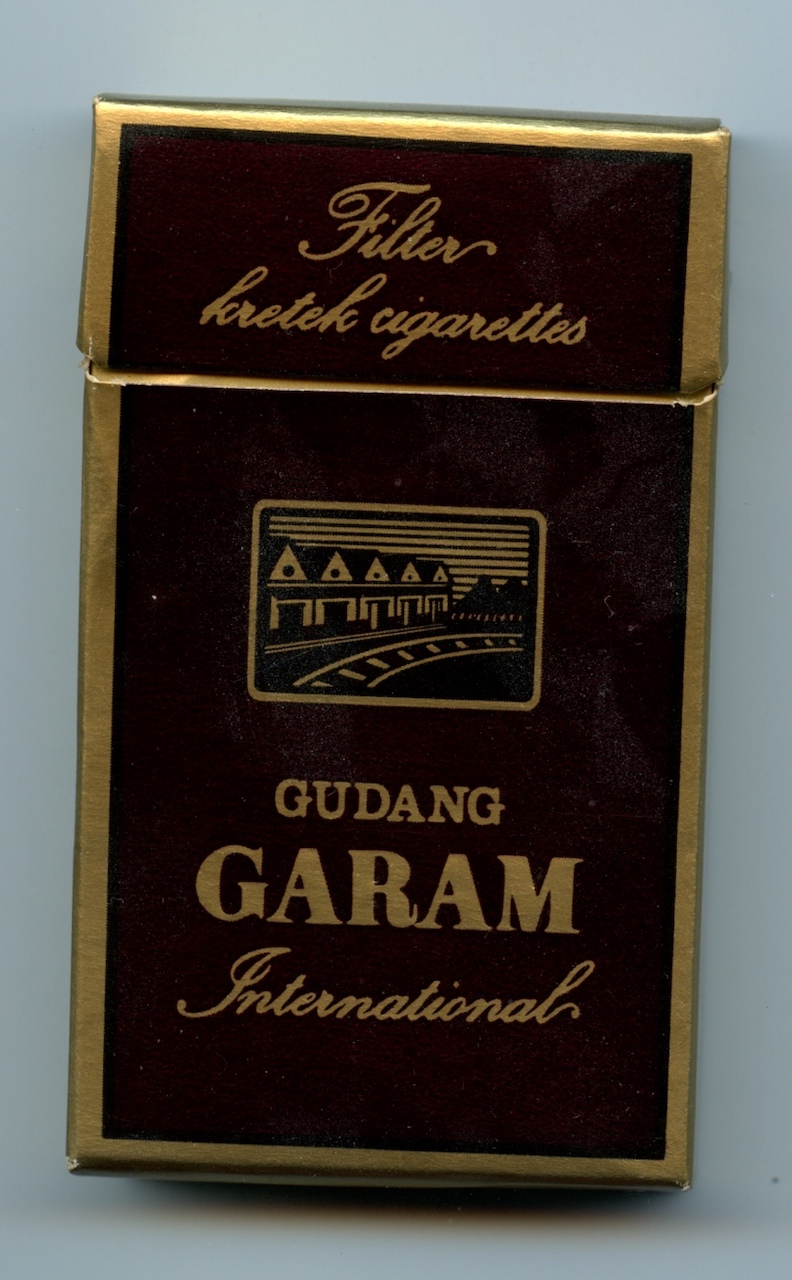 Filter
kretek cigarettes
GUDANG
GARAM
International